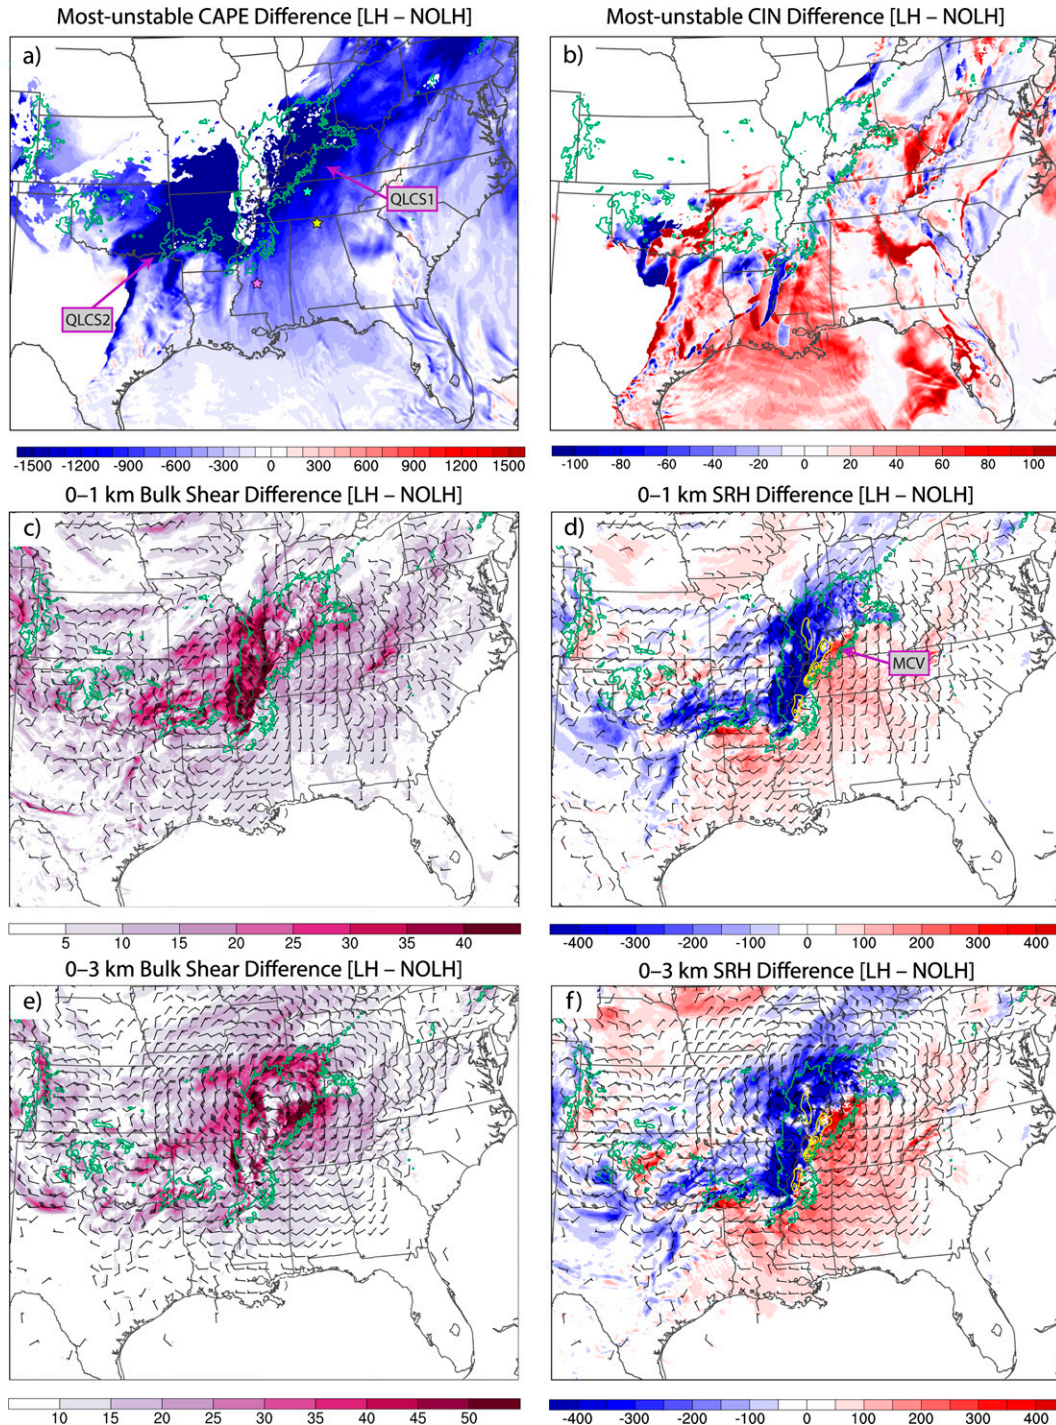 Most-unstable CAPE Difference [LH – NOLH]
Most-unstable CIN Difference [LH – NOLH]
a)
b)
QLCS1
QLCS2
-1500 -1200 -900 -600 -300 0 300 600 900 1200 1500
-100 -80 -60 -40 -20 0 20 40 60 80 100
0–1 km Bulk Shear Difference [LH – NOLH]
0–1 km SRH Difference [LH – NOLH]
c)
d)
MCV
5 10 15 20 25 30 35 40
-400 -300 -200 -100 0 100 200 300 400
0–3 km Bulk Shear Difference [LH – NOLH]
0–3 km SRH Difference [LH – NOLH]
e)
f)
10 15 20 25 30 35 40 45 50
-400 -300 -200 -100 0 100 200 300 400